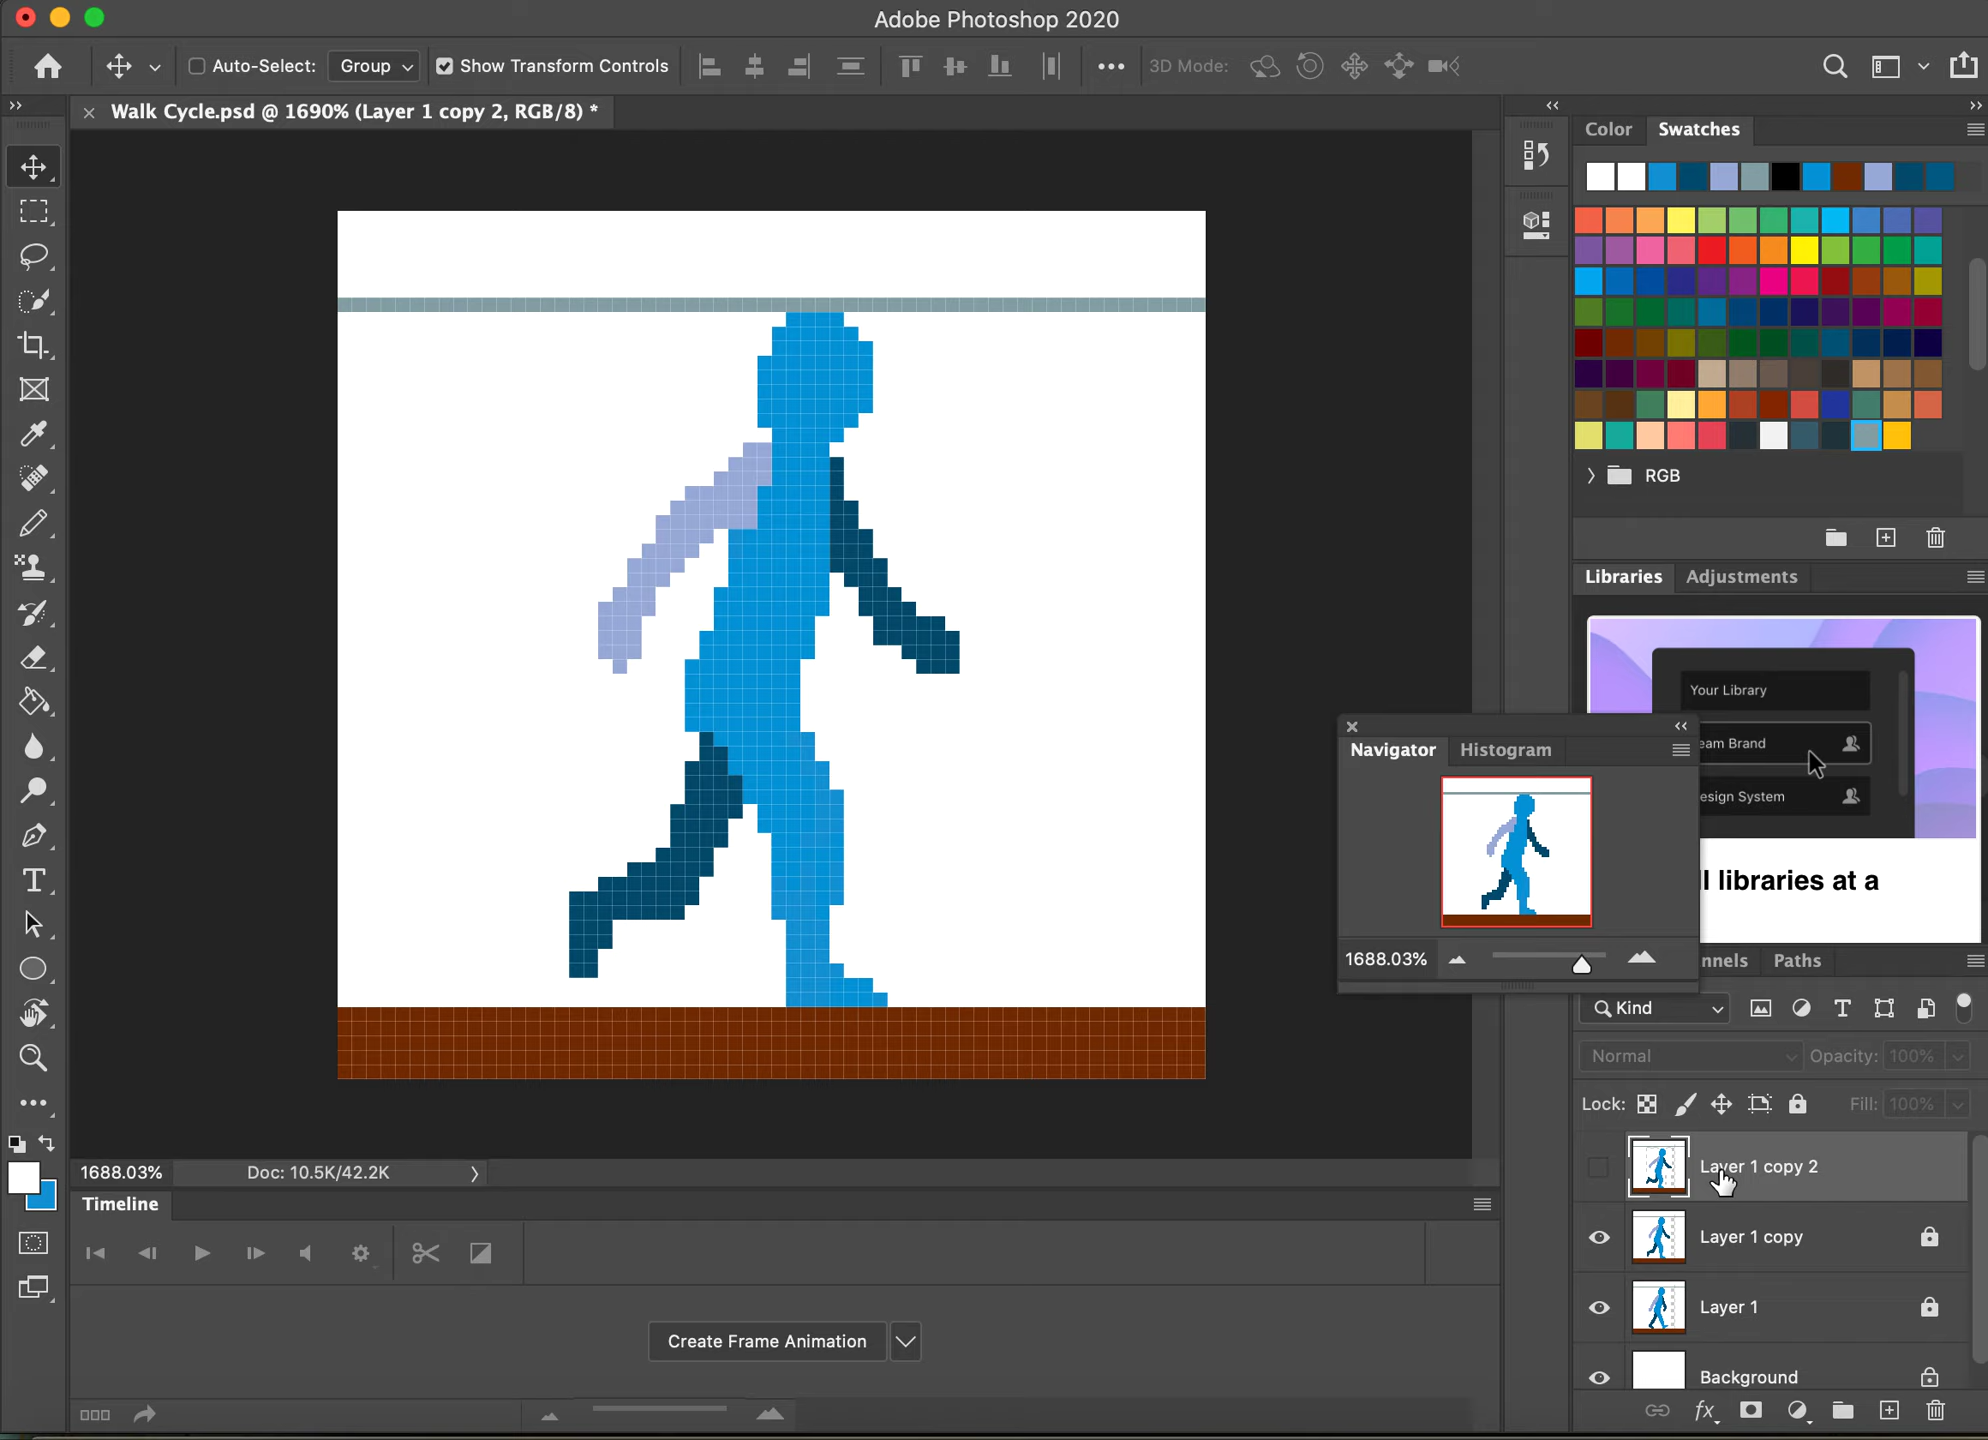 Adobe Photoshop 2020
Auto-Select: Group Show Transform Controls 3D Mode:
Walk Cycle.psd @ 1690% (Layer 1 copy 2, RGB/8) *
Color Swatches
RGB
Libraries Adjustments
Your Library
eam Brand
esign System
ll libraries at a
Navigator Histogram
1688.03%
nnels Paths
Kind
Normal Opacity: 100%
Lock: Fill: 100%
Layer 1 copy 2
Layer 1 copy
Layer 1
Background
1688.03% Doc: 10.5K/42.2K
Timeline
Create Frame Animation